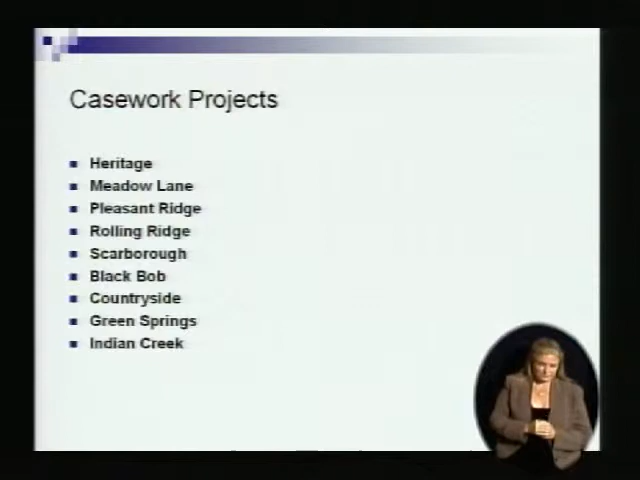 Casework Projects
Heritage
Meadow Lane
Pleasant Ridge
Rolling Ridge
Scarborough
Black Bob
Countryside
Green Springs
Indian Creek